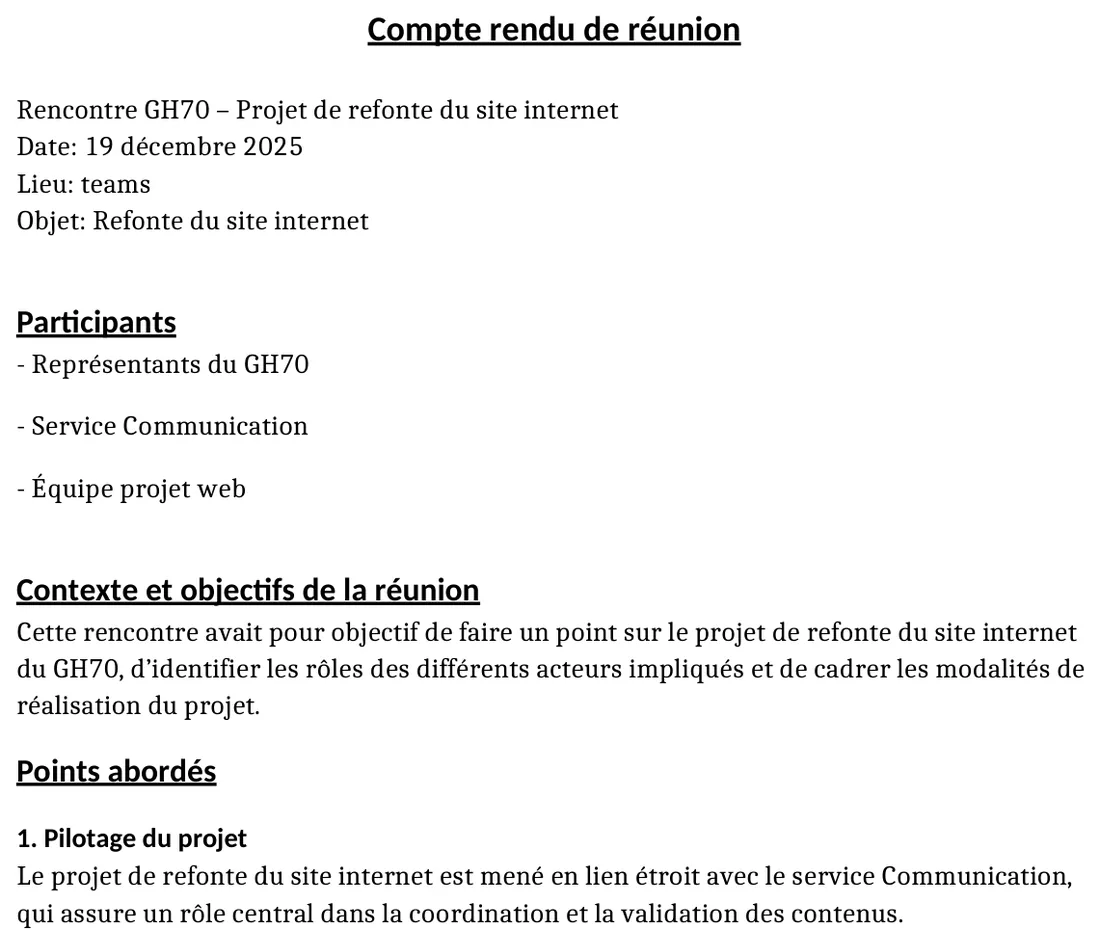 Compte rendu de réunion
Rencontre GH70 – Projet de refonte du site internet
Date: 19 décembre 2025
Lieu: teams
Objet: Refonte du site internet
Participants
- Représentants du GH70
- Service Communication
- Équipe projet web
Contexte et objectifs de la réunion
Cette rencontre avait pour objectif de faire un point sur le projet de refonte du site internet
du GH70, d’identifier les rôles des différents acteurs impliqués et de cadrer les modalités de
réalisation du projet.
Points abordés
1. Pilotage du projet
Le projet de refonte du site internet est mené en lien étroit avec le service Communication,
qui assure un rôle central dans la coordination et la validation des contenus.